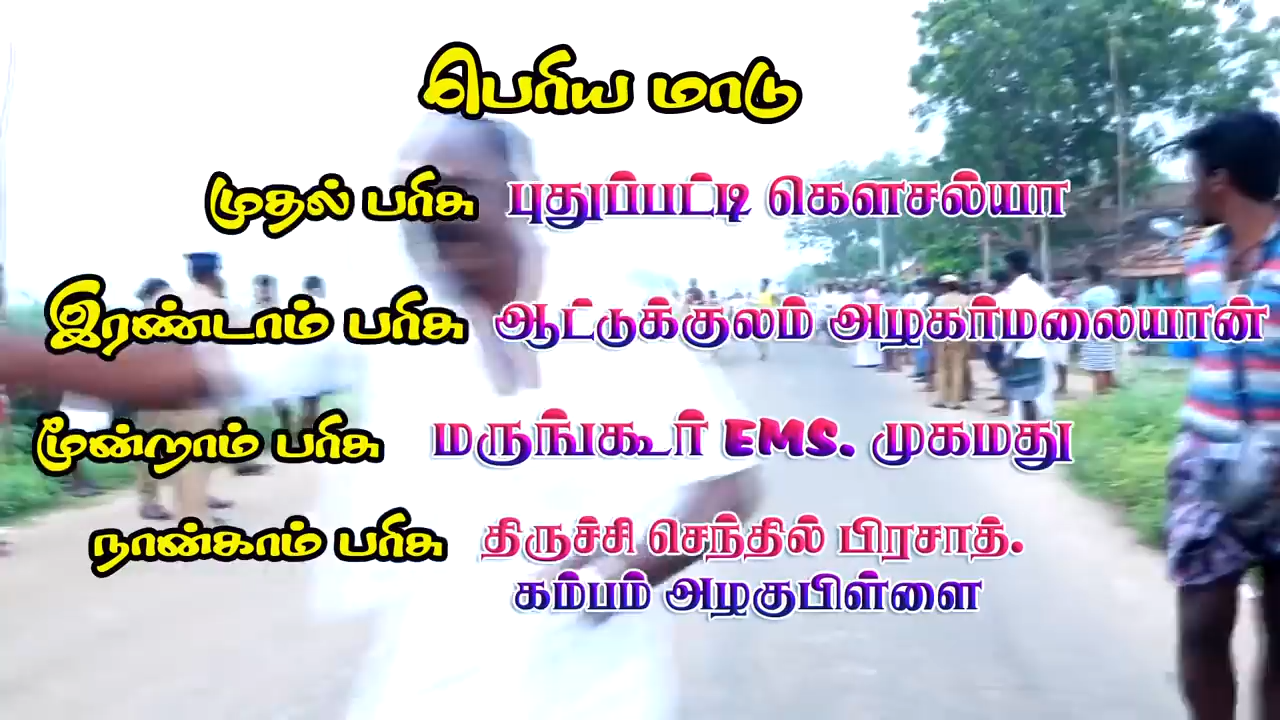 பெரிய மாடு
முதல் பரிசு புதுப்பட்டி கௌசல்யா
இரண்டாம் பரிசு ஆட்டுக்குலம் அழகர்மலையான்
மூன்றாம் பரிசு மருங்கூர் EMS. முகமது
நான்காம் பரிசு திருச்சி செந்தில் பிரசாத்.
கம்பம் அழகுபிள்ளை